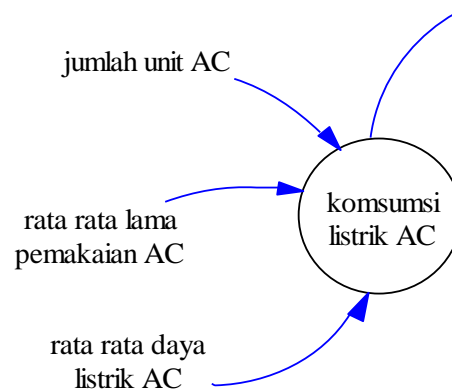 jumlah unit AC
rata rata lama
pemakaian AC
komsumsi
listrik AC
rata rata daya
listrik AC